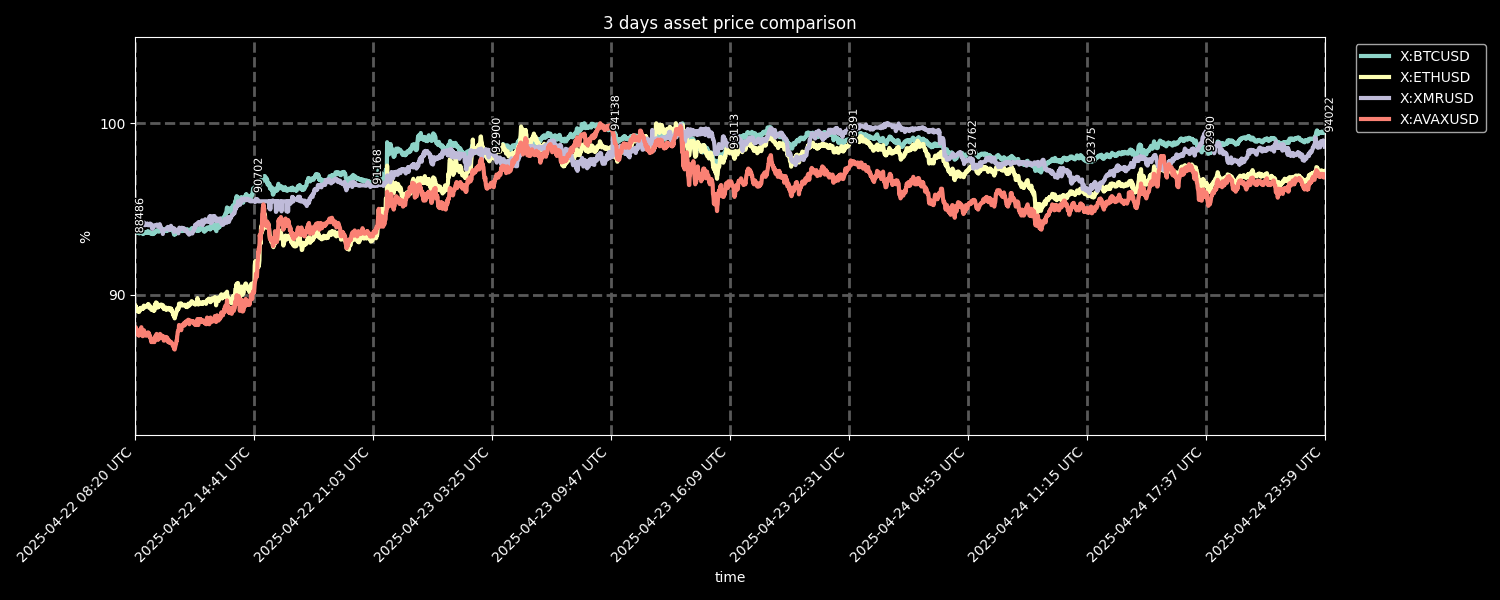 3 days asset price comparison
X:BTCUSD
X:ETHUSD
X:XMRUSD
X:AVAXUSD
100
90
%
88486
90702
91168
92900
94138
93113
93391
92762
92375
92990
94022
2025-04-22 08:20 UTC
2025-04-22 14:41 UTC
2025-04-22 21:03 UTC
2025-04-23 03:25 UTC
2025-04-23 09:47 UTC
2025-04-23 16:09 UTC
2025-04-23 22:31 UTC
2025-04-24 04:53 UTC
2025-04-24 11:15 UTC
2025-04-24 17:37 UTC
2025-04-24 23:59 UTC
time